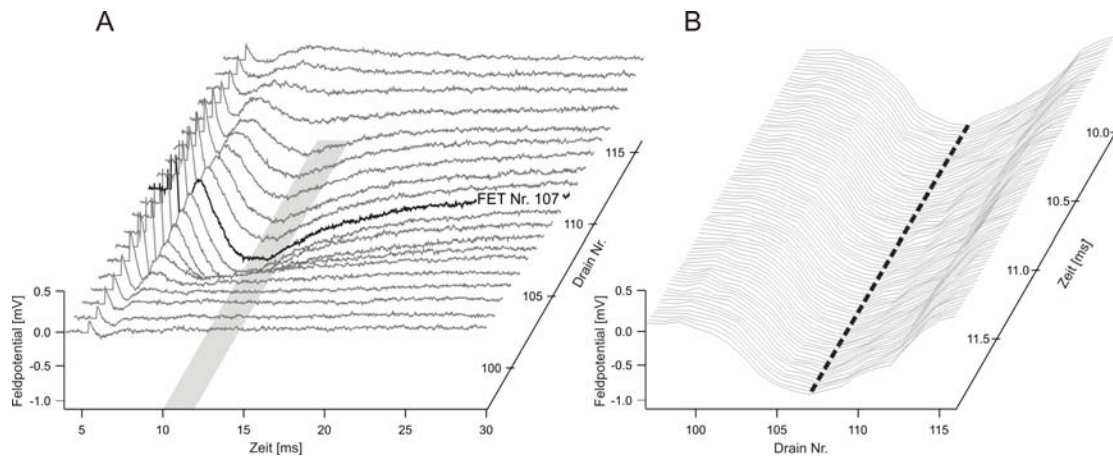 A
B
115
110
105
100
Drain Nr.
FET Nr. 107
0.5
0.0
-0.5
-1.0
Feldpotential [mV]
5
10
15
20
25
30
Zeit [ms]
10.0
10.5
11.0
11.5
Zeit [ms]
0.5
0.0
-0.5
-1.0
Feldpotential [mV]
100
105
110
115
Drain Nr.